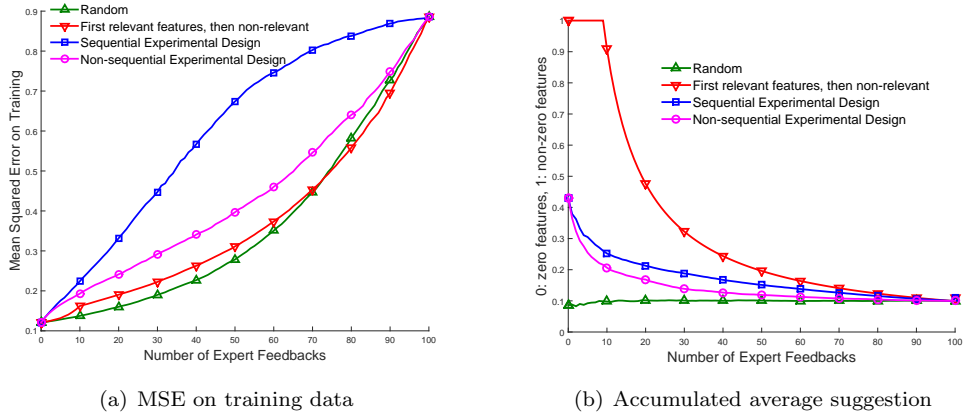 0.9
0.8
0.7
0.6
0.5
0.4
0.3
0.2
0.1
Mean Squared Error on Training
Random
First relevant features, then non-relevant
Sequential Experimental Design
Non-sequential Experimental Design
0 10 20 30 40 50 60 70 80 90 100
Number of Expert Feedbacks
(a) MSE on training data
1
0.9
0.8
0.7
0.6
0.5
0.4
0.3
0.2
0.1
0
0: zero features, 1: non-zero features
Random
First relevant features, then non-relevant
Sequential Experimental Design
Non-sequential Experimental Design
0 10 20 30 40 50 60 70 80 90 100
Number of Expert Feedbacks
(b) Accumulated average suggestion